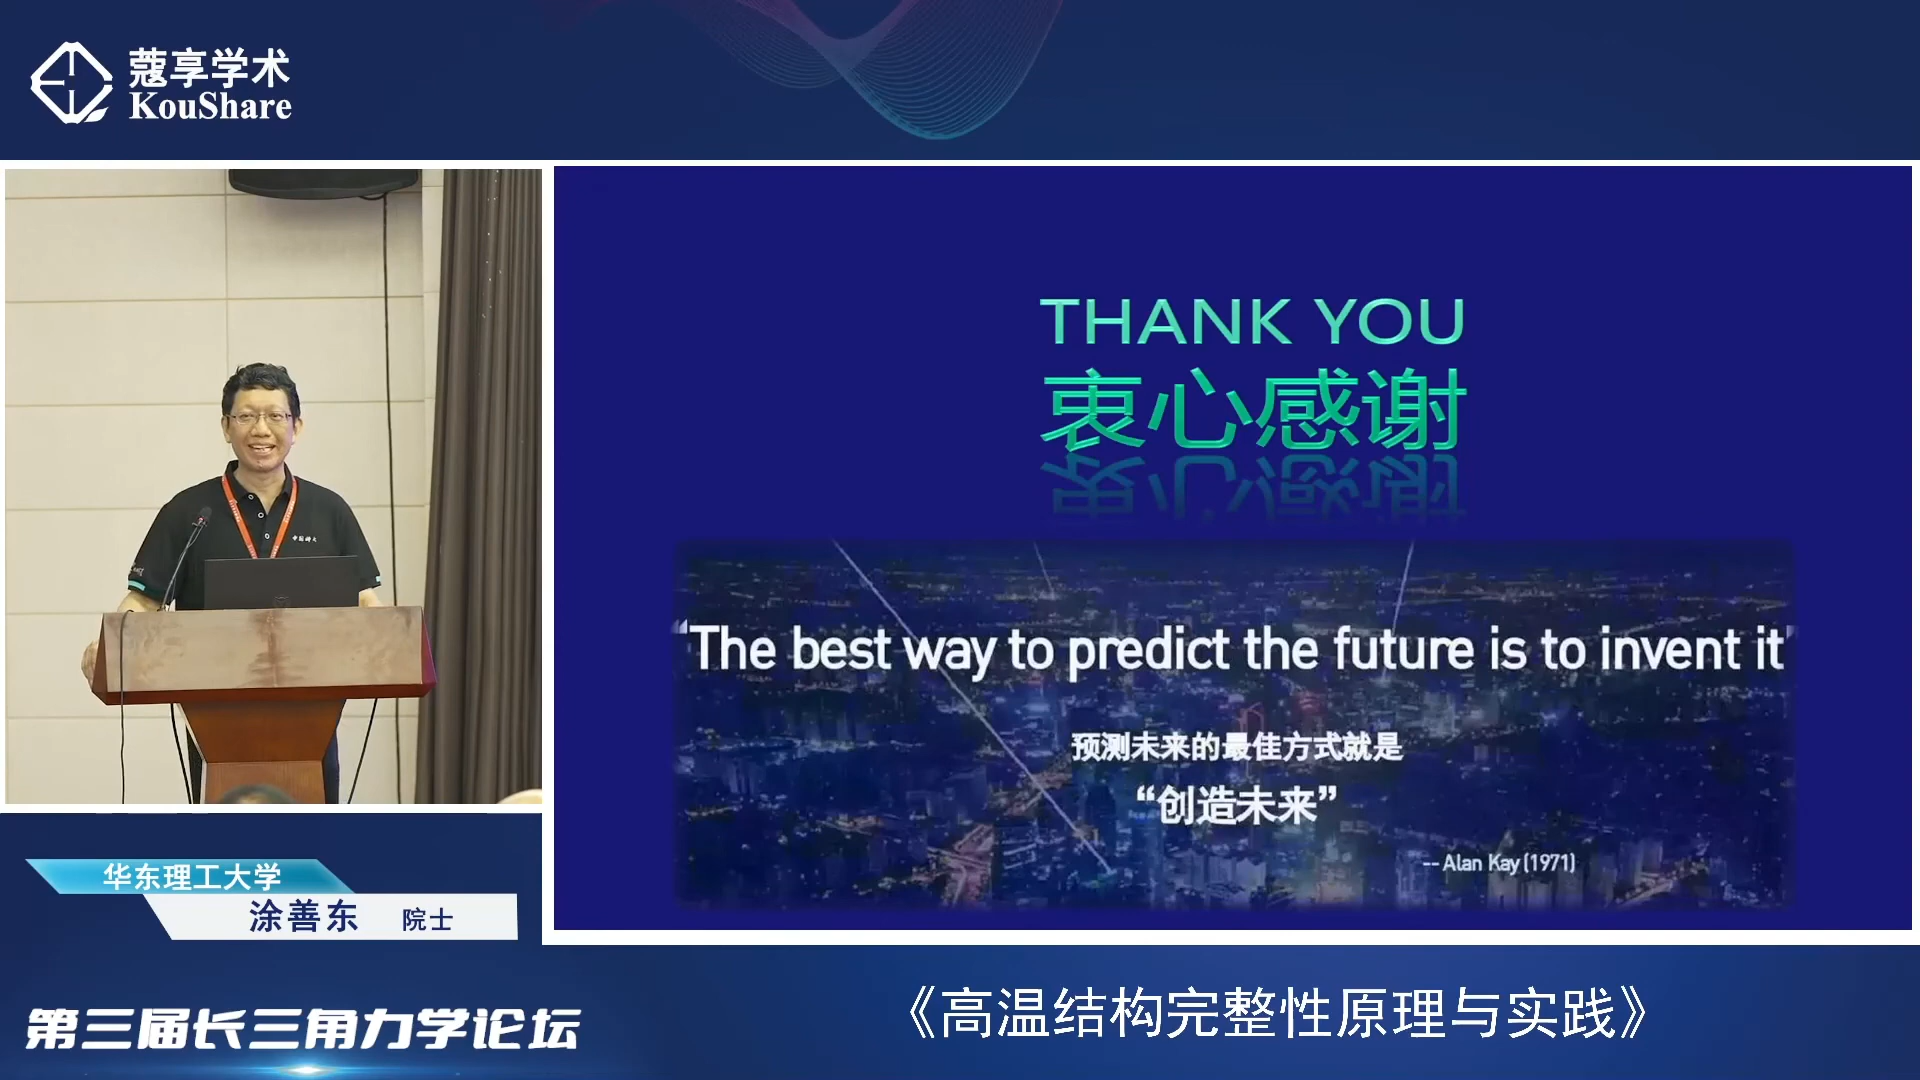 蔻享学术
KouShare
THANK YOU
衷心感谢
“The best way to predict the future is to invent it”
预测未来的最佳方式就是
“创造未来”
-- Alan Kay (1971)
华东理工大学
涂善东 院士
第三届长三角力学论坛
《高温结构完整性原理与实践》